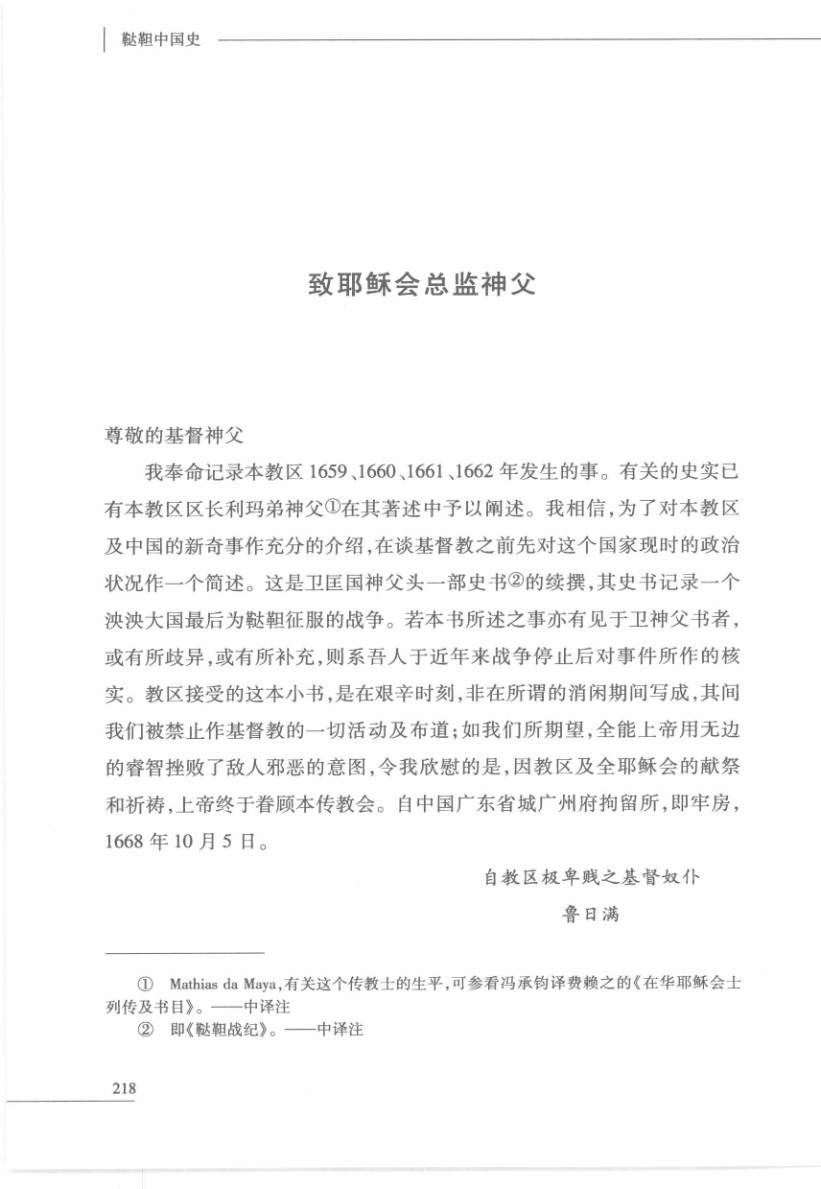 鞑靼中国史
致耶稣会总监神父
尊敬的基督神父
我奉命记录本教区 1659、1660、1661、1662 年发生的事。有关的史实已
有本教区区长利玛弟神父①在其著述中予以阐述。我相信,为了对本教区
及中国的新奇事作充分的介绍,在谈基督教之前先对这个国家现时的政治
状况作一个简述。这是卫匡国神父头一部史书②的续撰,其史书记录一个
泱泱大国最后为鞑靼征服的战争。若本书所述之事亦有见于卫神父书者,
或有所歧异,或有所补充,则系吾人于近年来战争停止后对事件所作的核
实。教区接受的这本小书,是在艰辛时刻,非在所谓的消闲期间写成,其间
我们被禁止作基督教的一切活动及布道;如我们所期望,全能上帝用无边
的睿智挫败了敌人邪恶的意图,令我欣慰的是,因教区及全耶稣会的献祭
和祈祷,上帝终于眷顾本传教会。自中国广东省城广州府拘留所,即牢房,
1668 年 10 月 5 日。
自教区极卑贱之基督奴仆
鲁日满
① Mathias da Maya,有关这个传教士的生平,可参看冯承钧译费赖之的《在华耶稣会士
列传及书目》。——中译注
② 即《鞑靼战纪》。——中译注
218